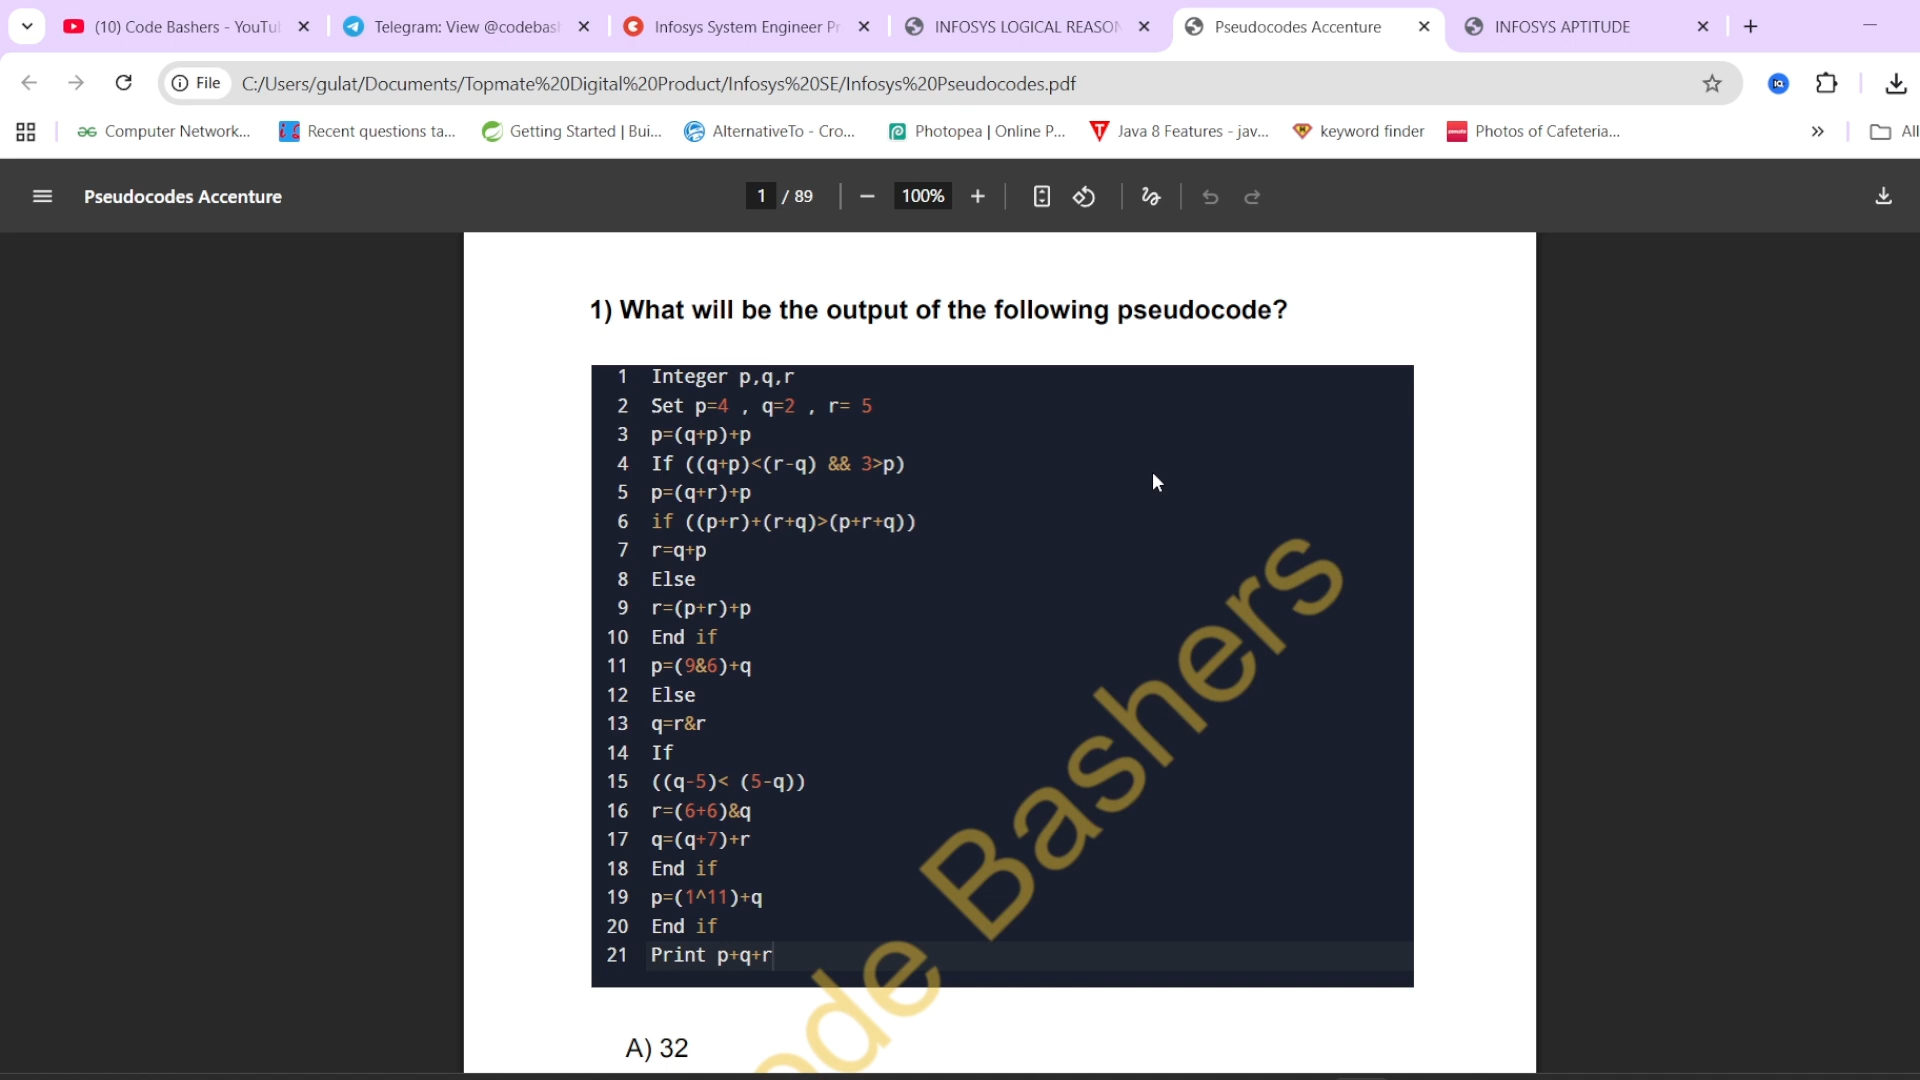 (10) Code Bashers - YouTu
Telegram: View @codebas
Infosys System Engineer Pr
INFOSYS LOGICAL REASON
Pseudocodes Accenture
INFOSYS APTITUDE
File
C:/Users/gulat/Documents/Topmate%20Digital%20Product/Infosys%20SE/Infosys%20Pseudocodes.pdf
Computer Network...
Recent questions ta...
Getting Started | Bui...
AlternativeTo - Cro...
Photopea | Online P...
Java 8 Features - jav...
keyword finder
Photos of Cafeteria...
»
All
Pseudocodes Accenture
1 / 89
100%
1) What will be the output of the following pseudocode?
1 Integer p,q,r
2 Set p=4 , q=2 , r= 5
3 p=(q+p)+p
4 If ((q+p)<(r-q) && 3>p)
5 p=(q+r)+p
6 if ((p+r)+(r+q)>(p+r+q))
7 r=q+p
8 Else
9 r=(p+r)+p
10 End if
11 p=(9&6)+q
12 Else
13 q=r&r
14 If
15 ((q-5)< (5-q))
16 r=(6+6)&q
17 q=(q+7)+r
18 End if
19 p=(1^11)+q
20 End if
21 Print p+q+r
ode Bashers
A) 32